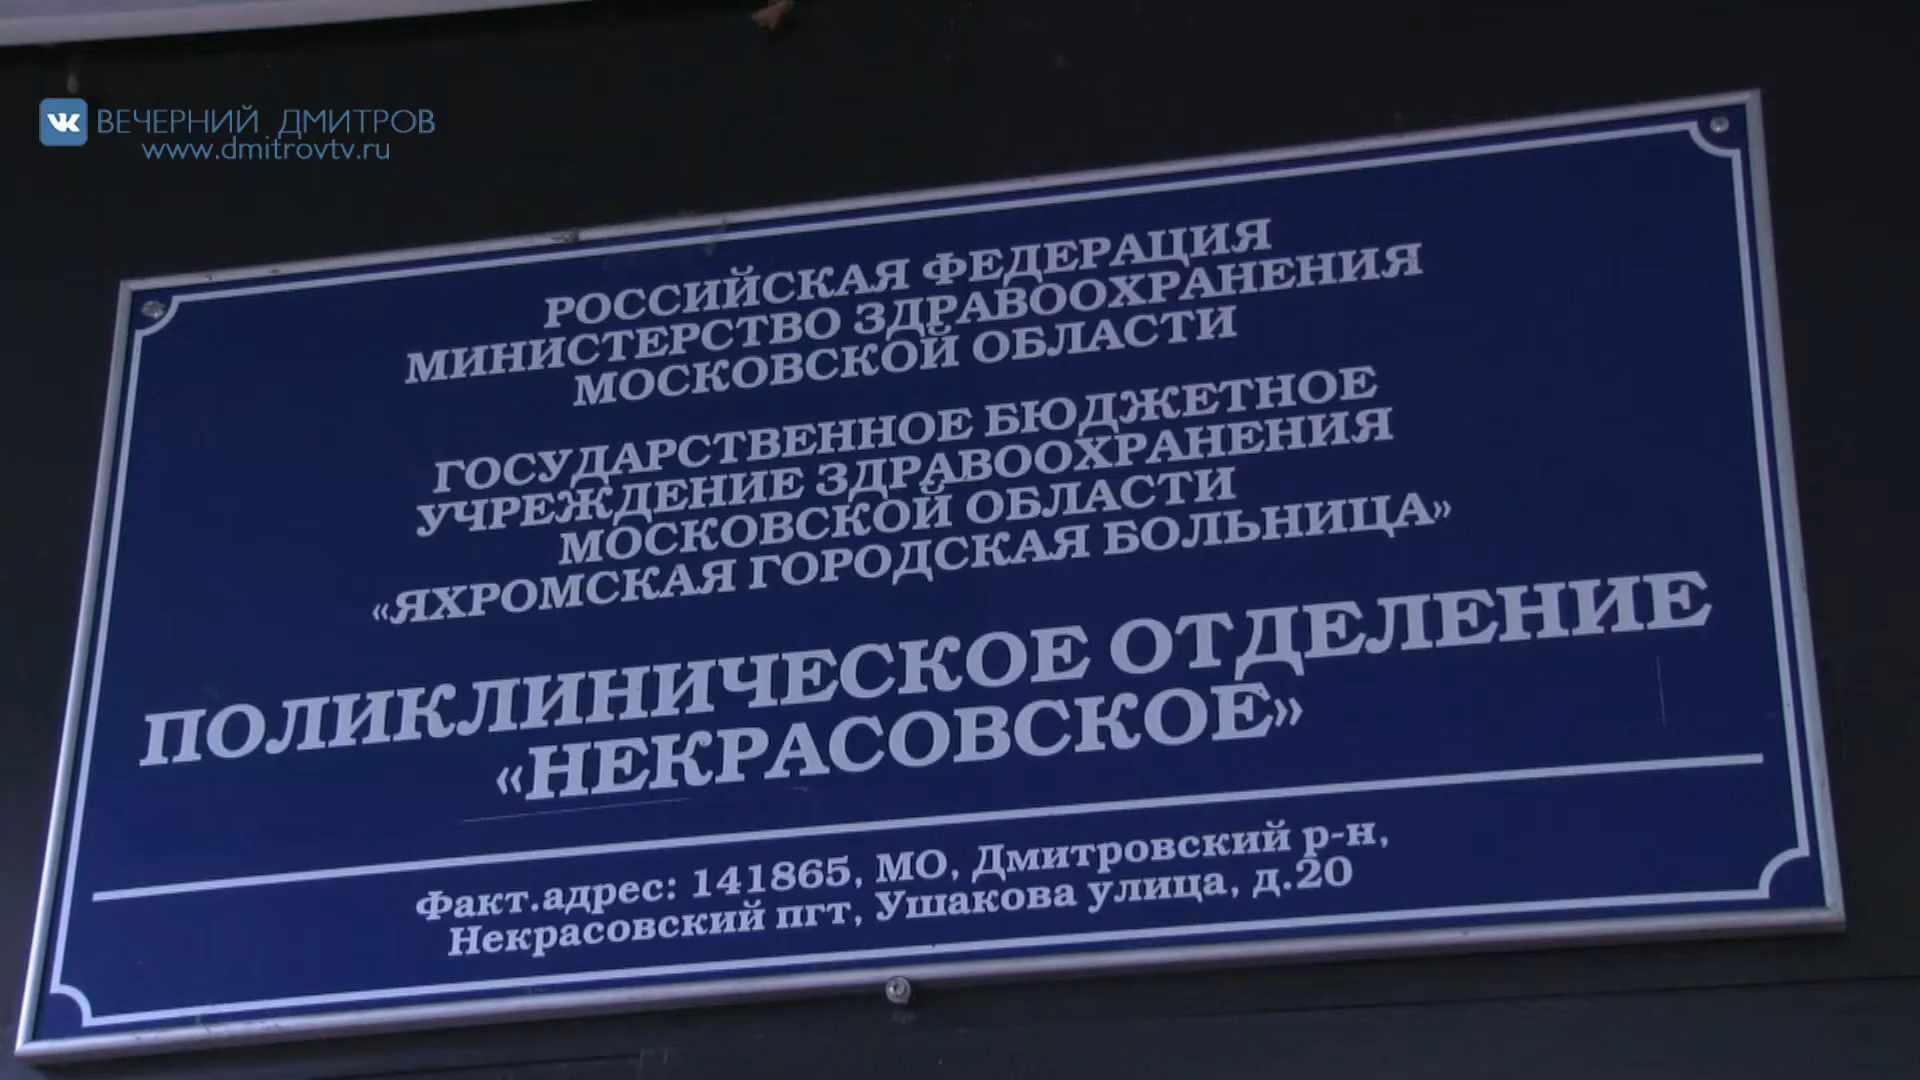 ВЕЧЕРНИЙ ДМИТРОВ
www.dmitrovtv.ru
РОССИЙСКАЯ ФЕДЕРАЦИЯ
МИНИСТЕРСТВО ЗДРАВООХРАНЕНИЯ
МОСКОВСКОЙ ОБЛАСТИ
ГОСУДАРСТВЕННОЕ БЮДЖЕТНОЕ
УЧРЕЖДЕНИЕ ЗДРАВООХРАНЕНИЯ
МОСКОВСКОЙ ОБЛАСТИ
«ЯХРОМСКАЯ ГОРОДСКАЯ БОЛЬНИЦА»
ПОЛИКЛИНИЧЕСКОЕ ОТДЕЛЕНИЕ
«НЕКРАСОВСКОЕ»
Факт.адрес: 141865, МО, Дмитровский р-н,
Некрасовский пгт, Ушакова улица, д.20